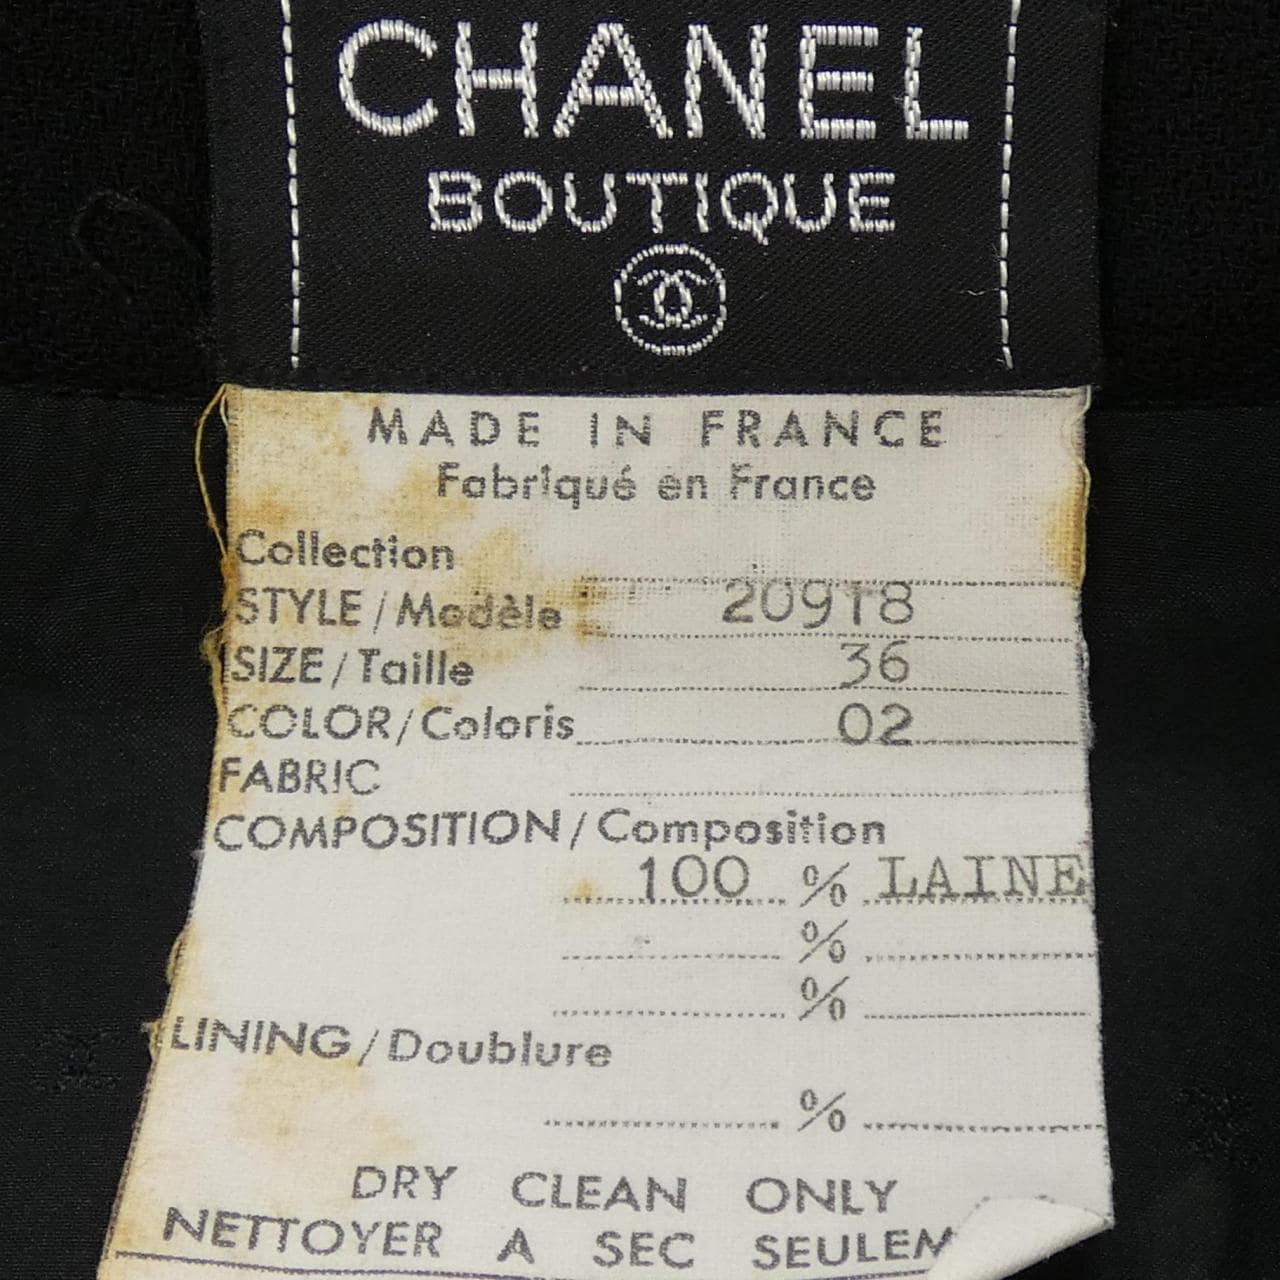 CHANEL
BOUTIQUE
MADE IN FRANCE
Fabriqué en France
Collection
STYLE/Modèle 20918
SIZE/Taille 36
COLOR/Coloris 02
FABRIC
COMPOSITION/Composition
100 % LAINE
%
%
LINING/Doublure
%
DRY CLEAN ONLY
NETTOYER A SEC SEULEM